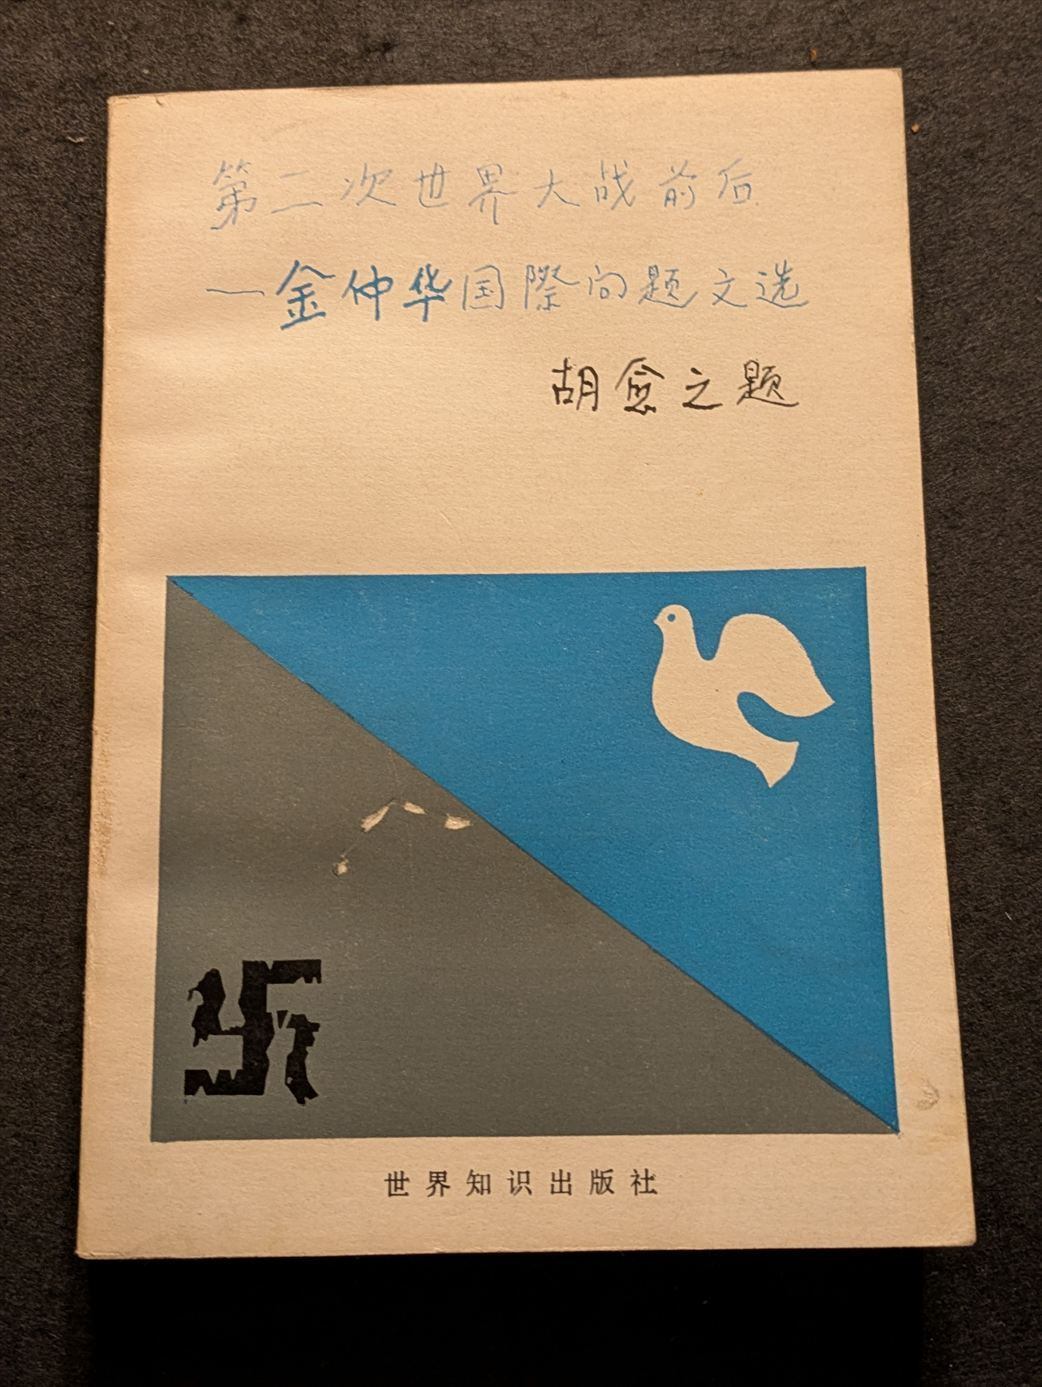 第二次世界大战前后
—金仲华国際问题文选
胡愈之题
世界知识出版社